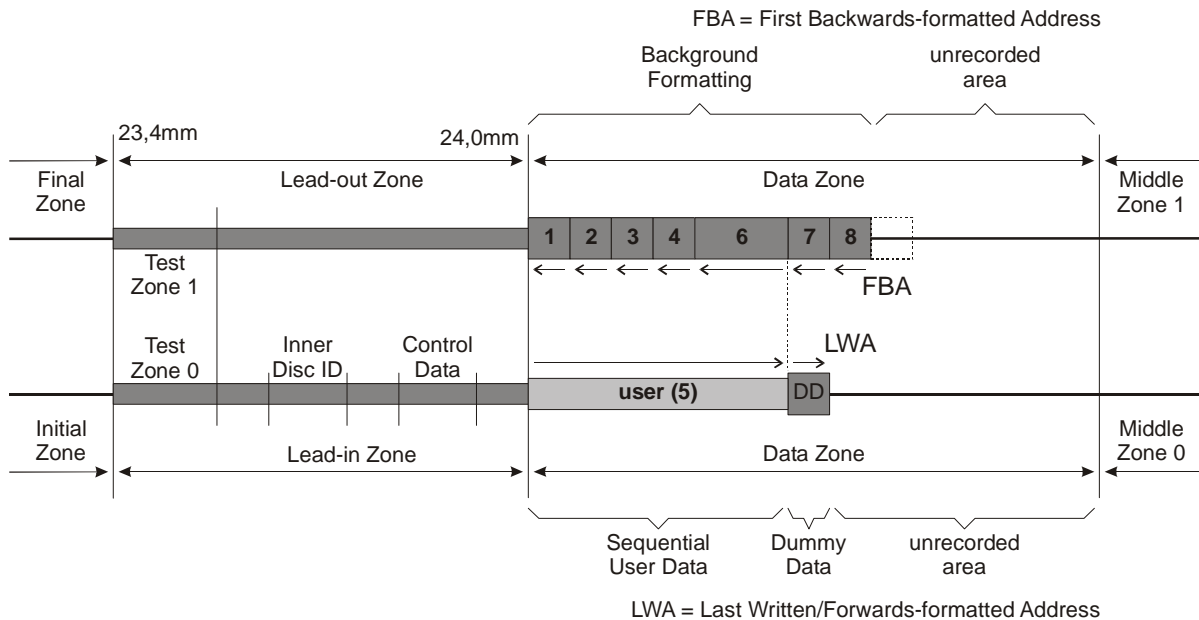 FBA = First Backwards-formatted Address
Background
Formatting
unrecorded
area
23,4mm
24,0mm
Final
Zone
Lead-out Zone
Data Zone
Middle
Zone 1
1 2 3 4 6 7 8
Test
Zone 1
FBA
Test
Zone 0
Inner
Disc ID
Control
Data
LWA
user (5)
DD
Initial
Zone
Lead-in Zone
Data Zone
Middle
Zone 0
Sequential
User Data
Dummy
Data
unrecorded
area
LWA = Last Written/Forwards-formatted Address